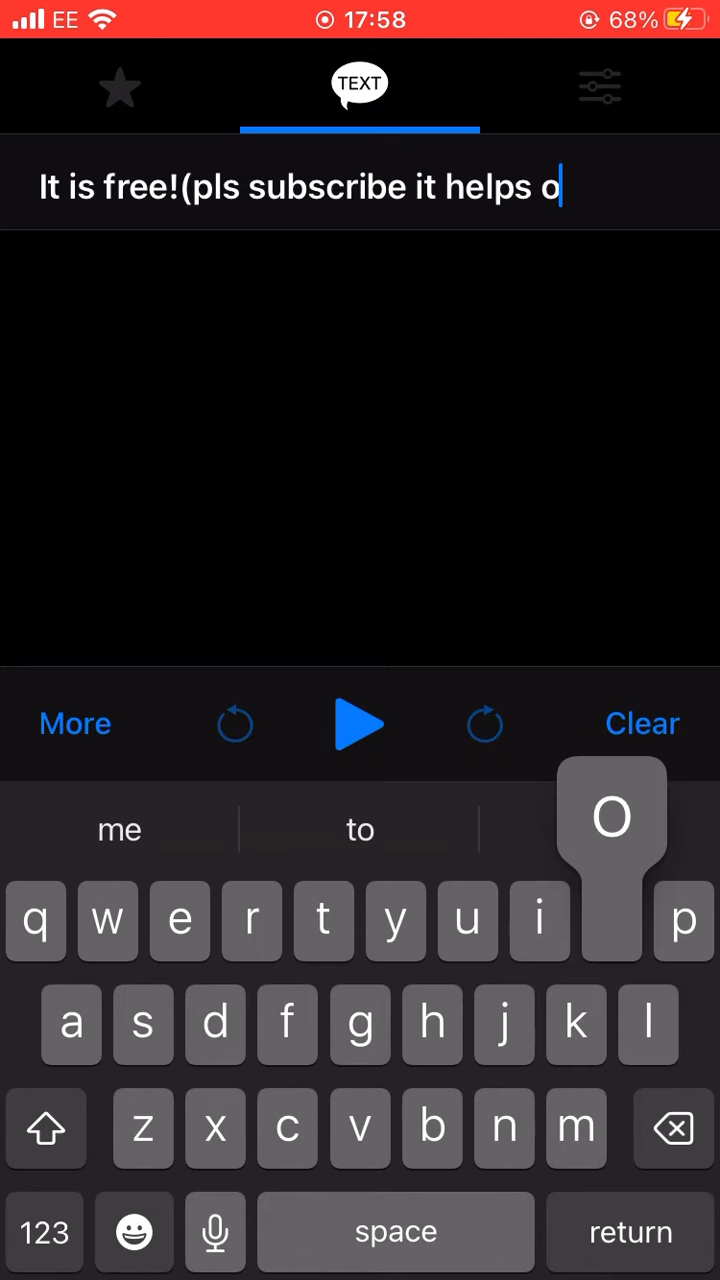 EE 17:58 68%
TEXT
It is free!(pls subscribe it helps o
More Clear
me to
O
q w e r t y u i p
a s d f g h j k l
z x c v b n m
123 space return